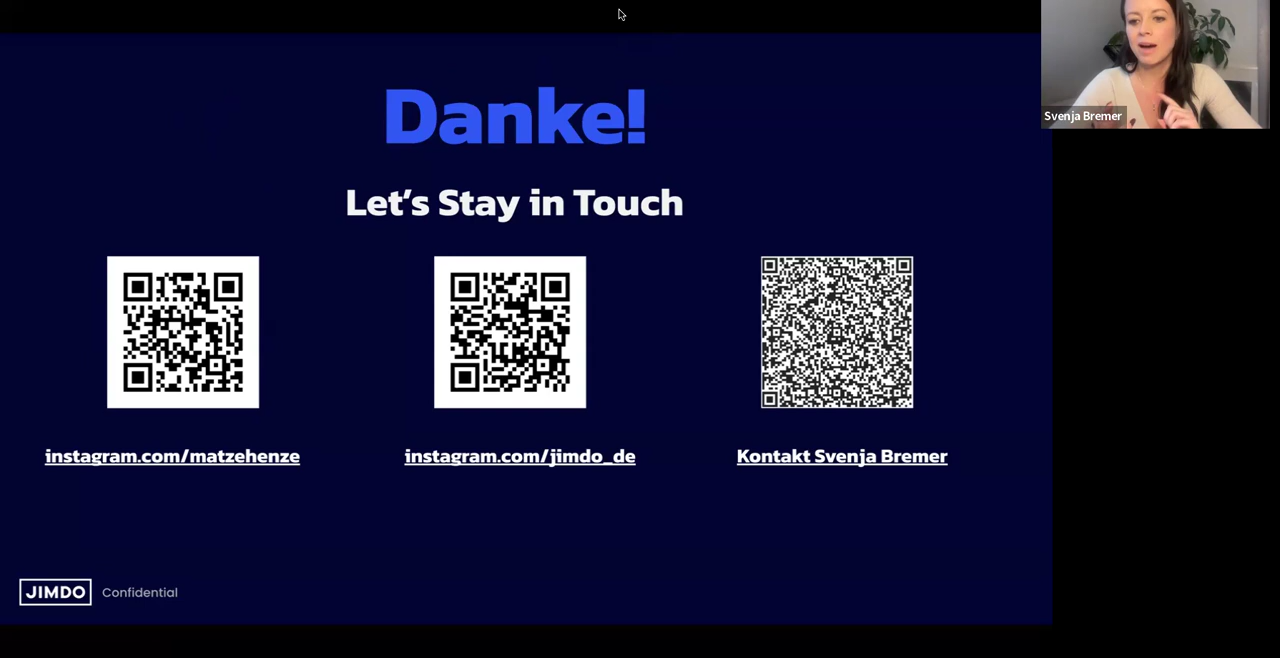 Danke!
Let's Stay in Touch
instagram.com/matzehenze
instagram.com/jimdo_de
Kontakt Svenja Bremer
JIMDO Confidential
Svenja Bremer